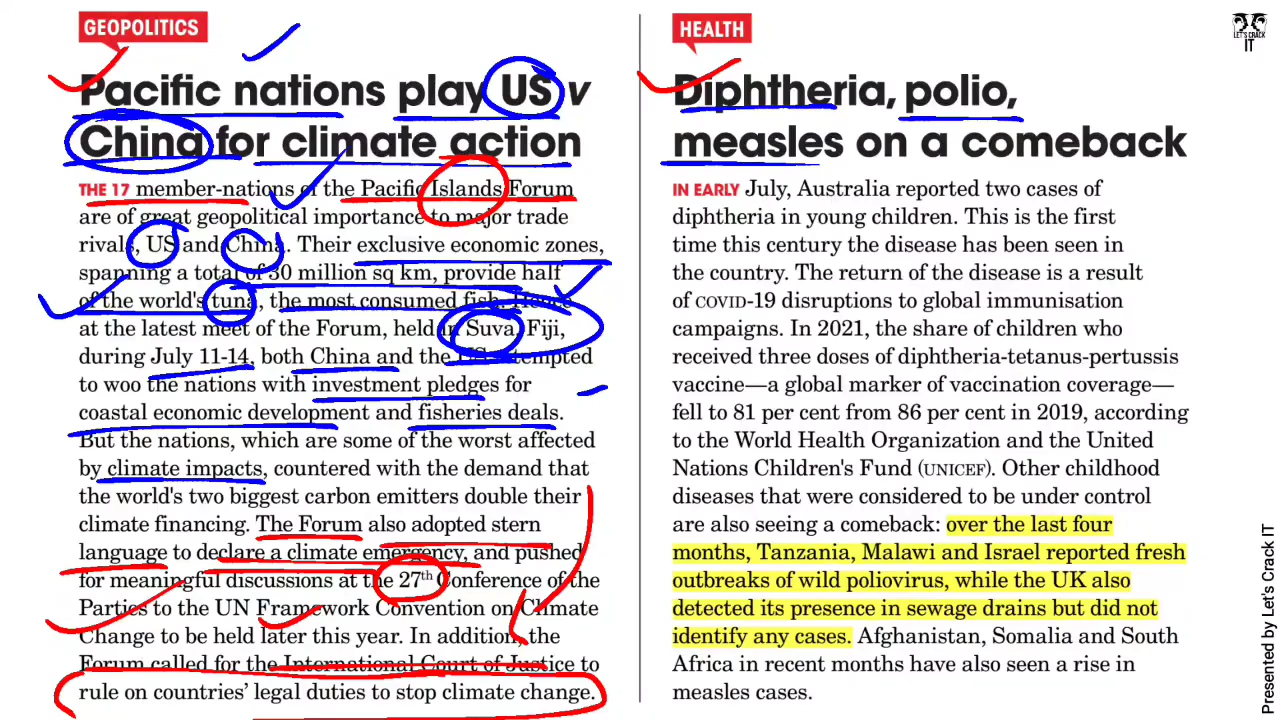 GEOPOLITICS
Pacific nations play US v
China for climate action
THE 17 member-nations of the Pacific Islands Forum
are of great geopolitical importance to major trade
rivals, US and China. Their exclusive economic zones,
spanning a total of 30 million sq km, provide half
of the world's tuna, the most consumed fish. Hence
at the latest meet of the Forum, held in Suva, Fiji,
during July 11-14, both China and the US attempted
to woo the nations with investment pledges for
coastal economic development and fisheries deals.
But the nations, which are some of the worst affected
by climate impacts, countered with the demand that
the world's two biggest carbon emitters double their
climate financing. The Forum also adopted stern
language to declare a climate emergency, and pushed
for meaningful discussions at the 27th Conference of the
Parties to the UN Framework Convention on Climate
Change to be held later this year. In addition, the
Forum called for the International Court of Justice to
rule on countries' legal duties to stop climate change.
HEALTH
Diphtheria, polio,
measles on a comeback
IN EARLY July, Australia reported two cases of
diphtheria in young children. This is the first
time this century the disease has been seen in
the country. The return of the disease is a result
of COVID-19 disruptions to global immunisation
campaigns. In 2021, the share of children who
received three doses of diphtheria-tetanus-pertussis
vaccine—a global marker of vaccination coverage—
fell to 81 per cent from 86 per cent in 2019, according
to the World Health Organization and the United
Nations Children's Fund (UNICEF). Other childhood
diseases that were considered to be under control
are also seeing a comeback: over the last four
months, Tanzania, Malawi and Israel reported fresh
outbreaks of wild poliovirus, while the UK also
detected its presence in sewage drains but did not
identify any cases. Afghanistan, Somalia and South
Africa in recent months have also seen a rise in
measles cases.
LET'S CRACK
IT
Presented by Let's Crack IT